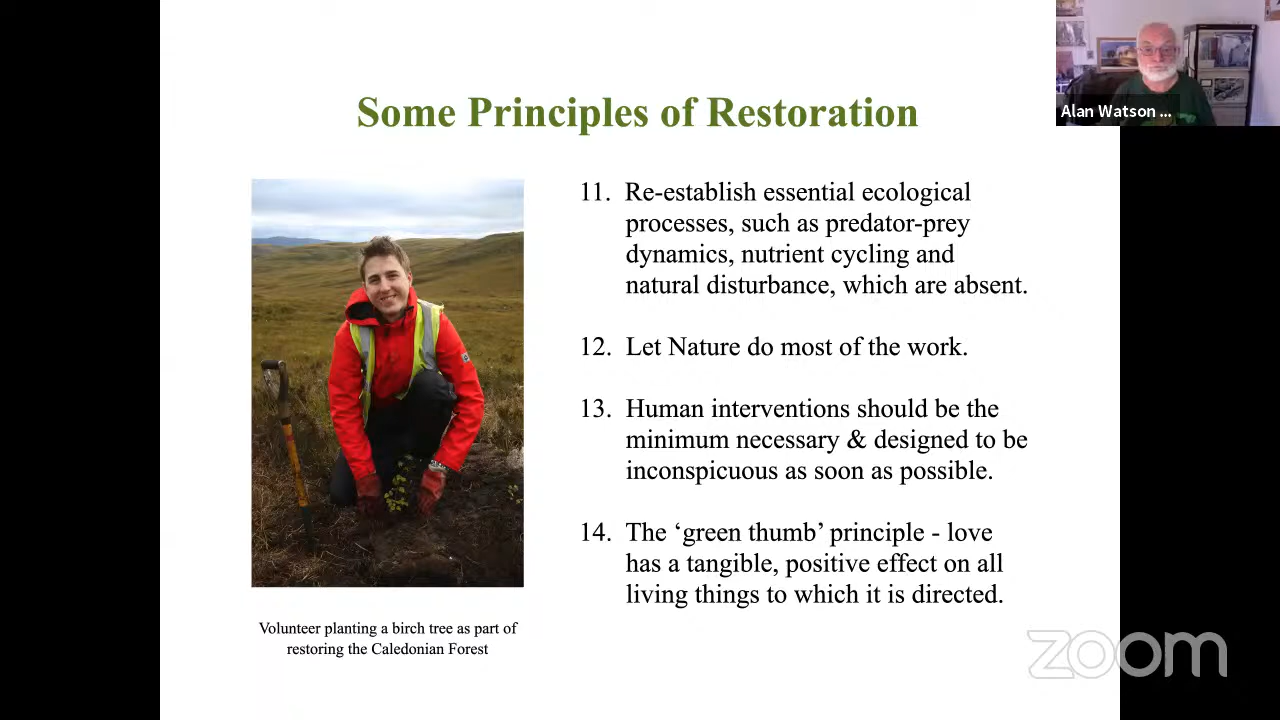 Some Principles of Restoration
Alan Watson ...
11. Re-establish essential ecological
processes, such as predator-prey
dynamics, nutrient cycling and
natural disturbance, which are absent.
12. Let Nature do most of the work.
13. Human interventions should be the
minimum necessary & designed to be
inconspicuous as soon as possible.
14. The ‘green thumb’ principle - love
has a tangible, positive effect on all
living things to which it is directed.
Volunteer planting a birch tree as part of
restoring the Caledonian Forest
zoom